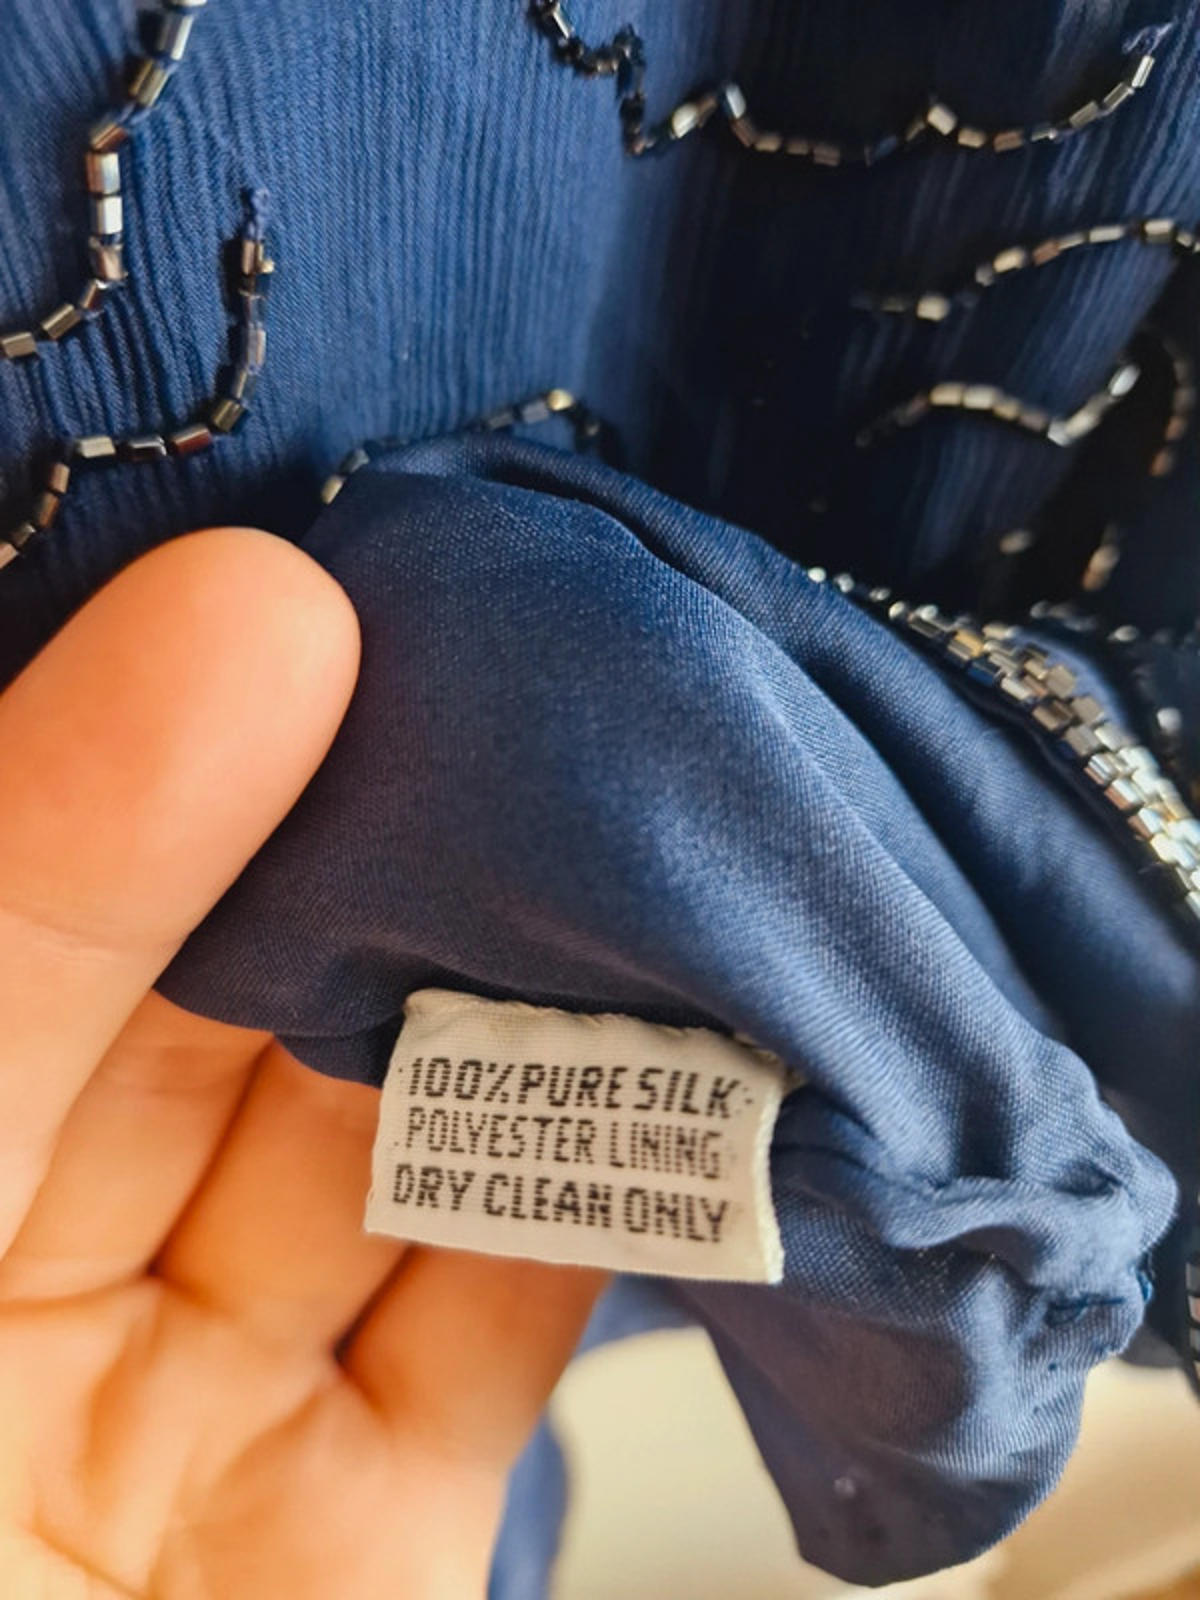 100% PURE SILK
POLYESTER LINING
DRY CLEAN ONLY